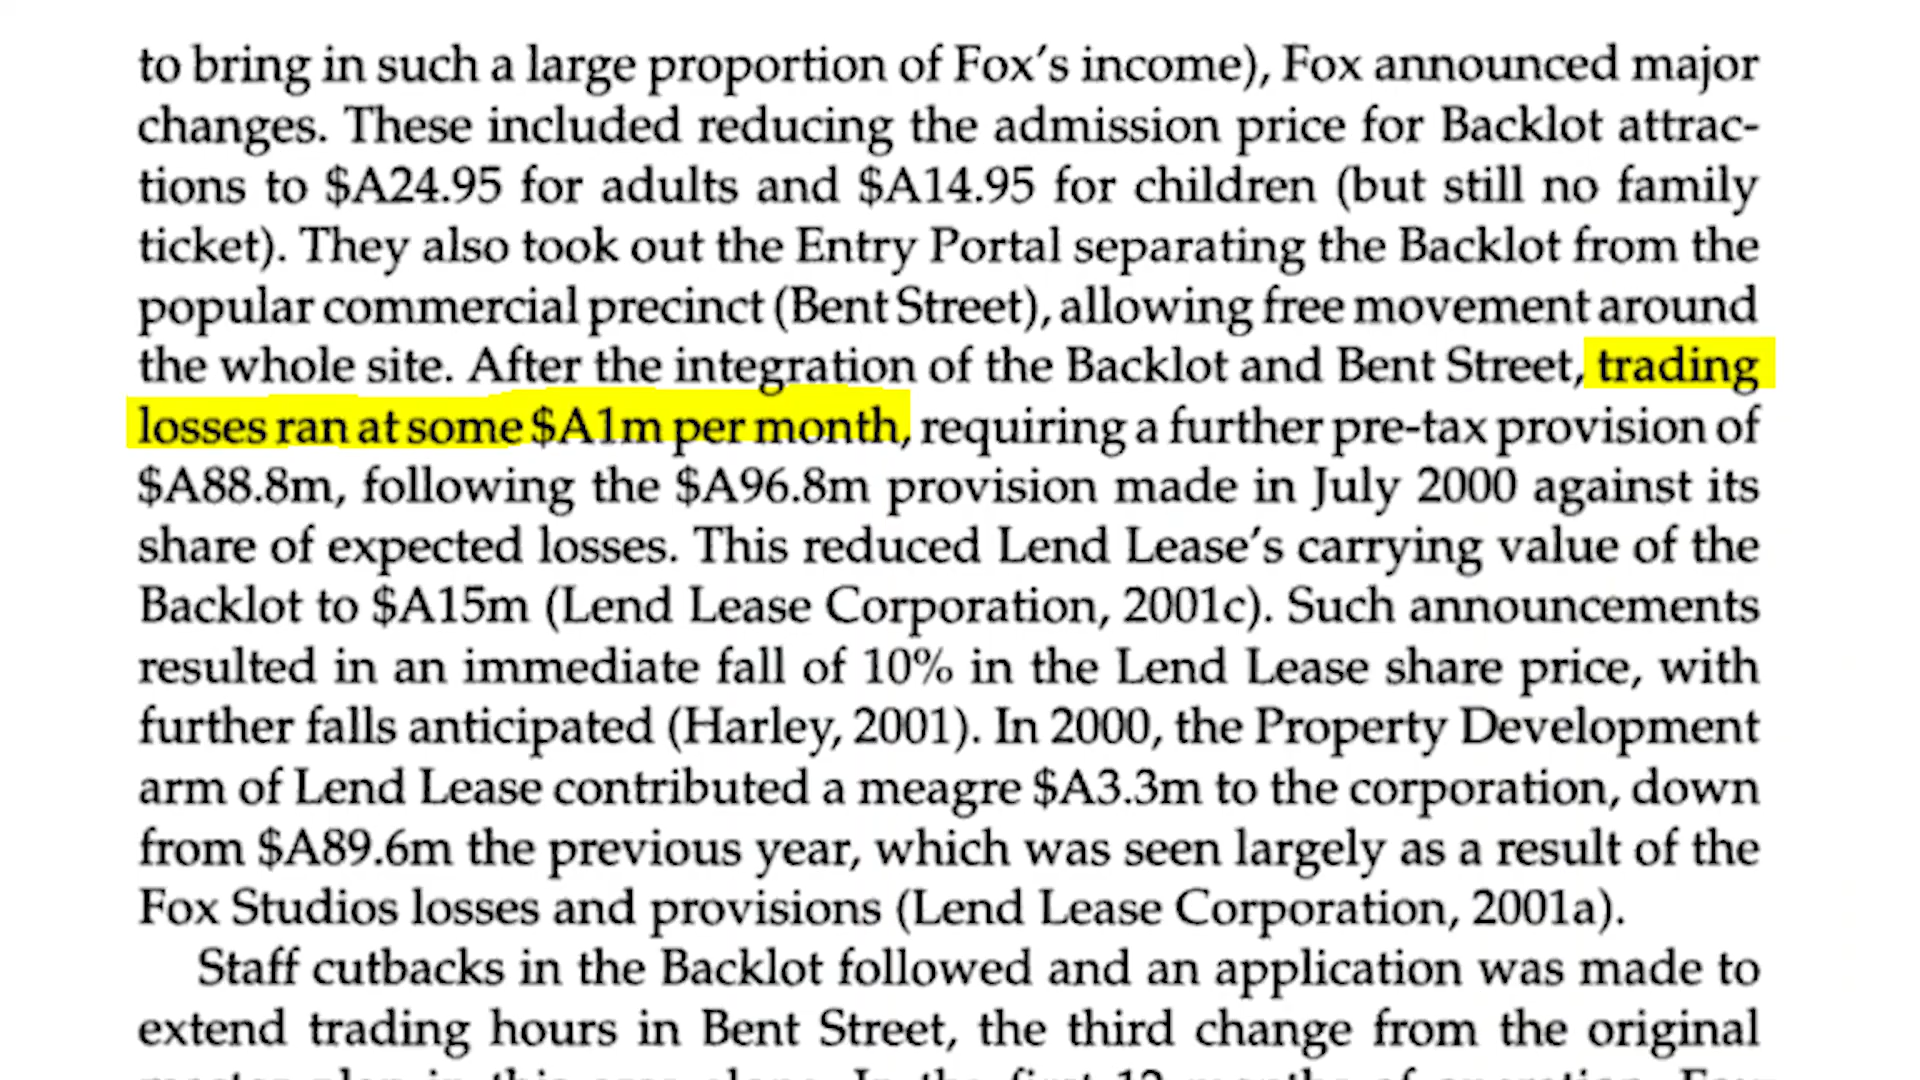 to bring in such a large proportion of Fox's income), Fox announced major
changes. These included reducing the admission price for Backlot attrac-
tions to $A24.95 for adults and $A14.95 for children (but still no family
ticket). They also took out the Entry Portal separating the Backlot from the
popular commercial precinct (Bent Street), allowing free movement around
the whole site. After the integration of the Backlot and Bent Street, trading
losses ran at some $A1m per month, requiring a further pre-tax provision of
$A88.8m, following the $A96.8m provision made in July 2000 against its
share of expected losses. This reduced Lend Lease's carrying value of the
Backlot to $A15m (Lend Lease Corporation, 2001c). Such announcements
resulted in an immediate fall of 10% in the Lend Lease share price, with
further falls anticipated (Harley, 2001). In 2000, the Property Development
arm of Lend Lease contributed a meagre $A3.3m to the corporation, down
from $A89.6m the previous year, which was seen largely as a result of the
Fox Studios losses and provisions (Lend Lease Corporation, 2001a).
Staff cutbacks in the Backlot followed and an application was made to
extend trading hours in Bent Street, the third change from the original